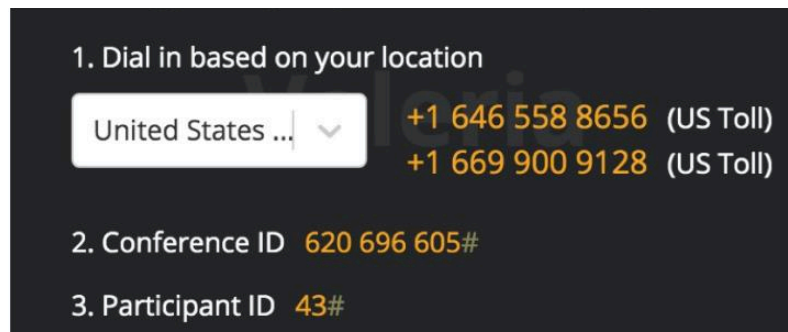 1. Dial in based on your location
Valeria
United States ...
+1 646 558 8656 (US Toll)
+1 669 900 9128 (US Toll)
2. Conference ID 620 696 605#
3. Participant ID 43#